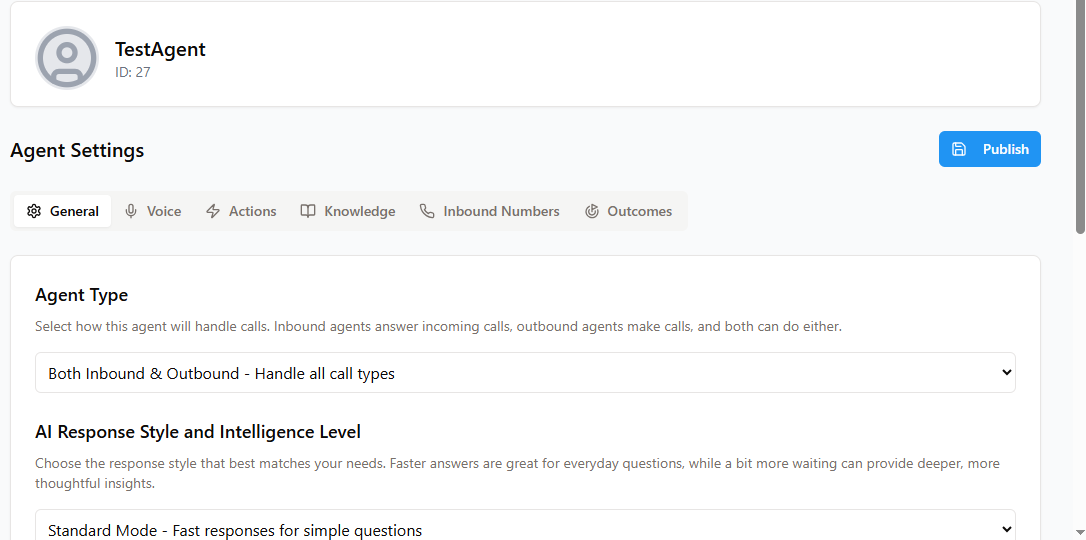 TestAgent
ID: 27
Agent Settings
Publish
General Voice Actions Knowledge Inbound Numbers Outcomes
Agent Type
Select how this agent will handle calls. Inbound agents answer incoming calls, outbound agents make calls, and both can do either.
Both Inbound & Outbound - Handle all call types
AI Response Style and Intelligence Level
Choose the response style that best matches your needs. Faster answers are great for everyday questions, while a bit more waiting can provide deeper, more
thoughtful insights.
Standard Mode - Fast responses for simple questions